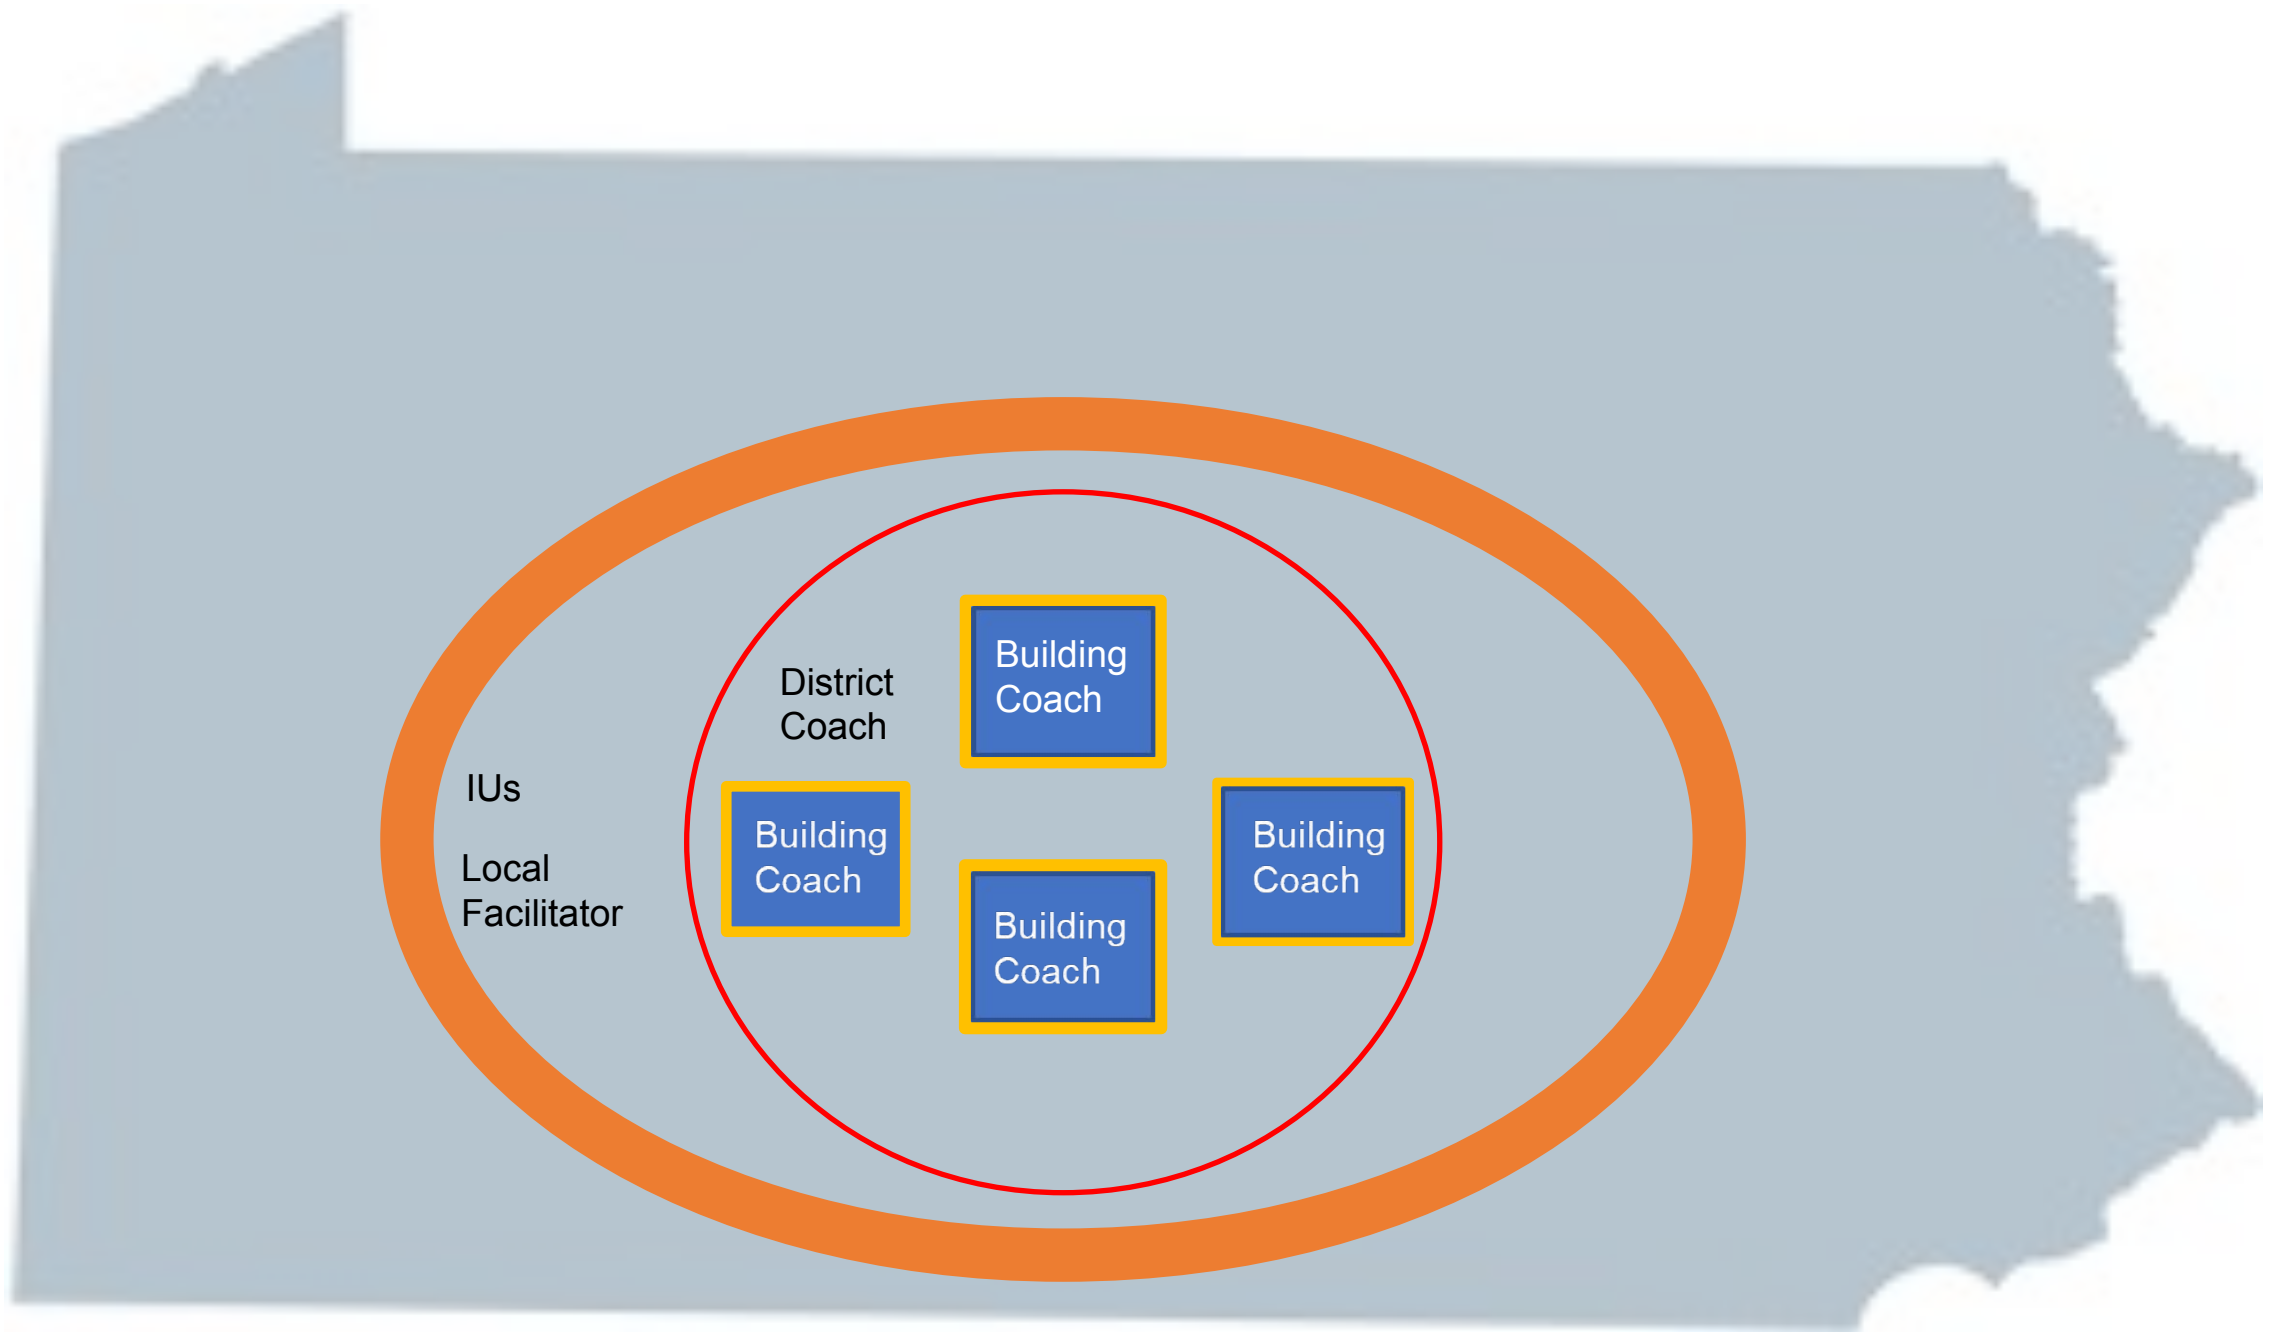 Building
Coach
District
Coach
IUs
Local
Facilitator
Building
Coach
Building
Coach
Building
Coach